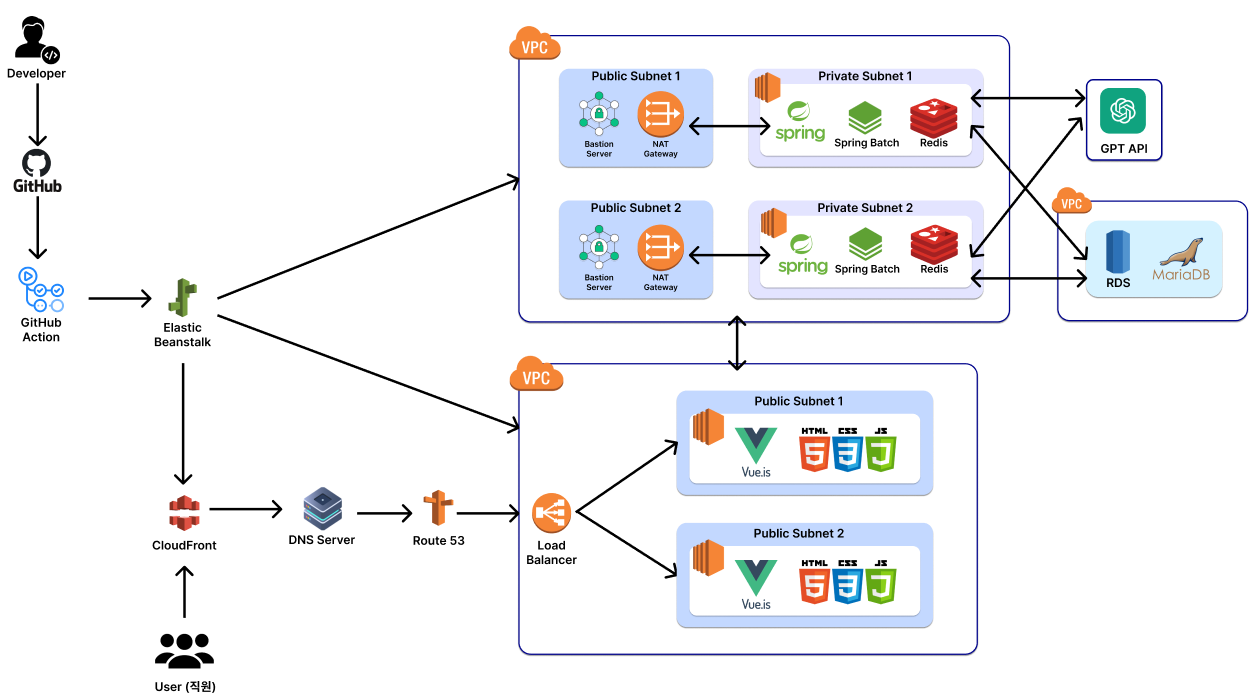 Developer
GitHub
GitHub
Action
Elastic
Beanstalk
CloudFront
User (직원)
DNS Server
Route 53
VPC
Public Subnet 1
Bastion
Server
NAT
Gateway
Private Subnet 1
spring
Spring Batch
Redis
Public Subnet 2
Bastion
Server
NAT
Gateway
Private Subnet 2
spring
Spring Batch
Redis
GPT API
VPC
RDS
MariaDB
VPC
Load
Balancer
Public Subnet 1
Vue.is
HTML
5
CSS
3
JS
Public Subnet 2
Vue.is
HTML
5
CSS
3
JS